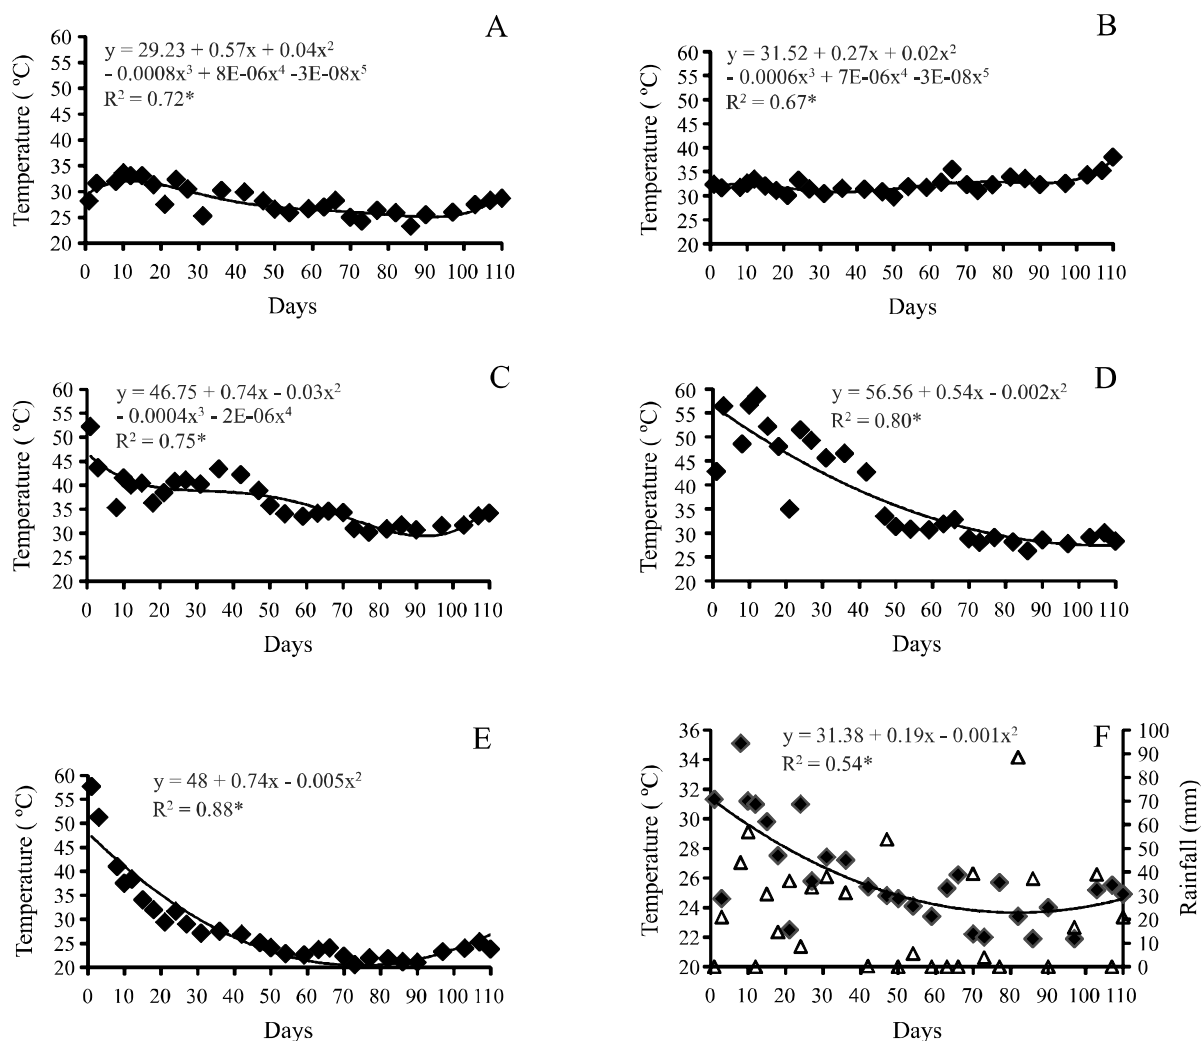 A
y = 29.23 + 0.57x + 0.04x²
- 0.0008x³ + 8E-06x⁴ -3E-08x⁵
R² = 0.72*
60
55
50
45
40
35
30
25
20
Temperature ( ºC)
0 10 20 30 40 50 60 70 80 90 100 110
Days
B
y = 31.52 + 0.27x + 0.02x²
- 0.0006x³ + 7E-06x⁴ -3E-08x⁵
R² = 0.67*
60
55
50
45
40
35
30
25
20
Temperature ( ºC)
0 10 20 30 40 50 60 70 80 90 100 110
Days
C
y = 46.75 + 0.74x - 0.03x²
- 0.0004x³ - 2E-06x⁴
R² = 0.75*
60
55
50
45
40
35
30
25
20
Temperature ( ºC)
0 10 20 30 40 50 60 70 80 90 100 110
Days
D
y = 56.56 + 0.54x - 0.002x²
R² = 0.80*
60
55
50
45
40
35
30
25
20
Temperature ( ºC)
0 10 20 30 40 50 60 70 80 90 100 110
Days
E
y = 48 + 0.74x - 0.005x²
R² = 0.88*
60
55
50
45
40
35
30
25
20
Temperature ( ºC)
0 10 20 30 40 50 60 70 80 90 100 110
Days
F
y = 31.38 + 0.19x - 0.001x²
R² = 0.54*
36
34
32
30
28
26
24
22
20
Temperature ( ºC)
100
90
80
70
60
50
40
30
20
10
0
Rainfall (mm)
0 10 20 30 40 50 60 70 80 90 100 110
Days